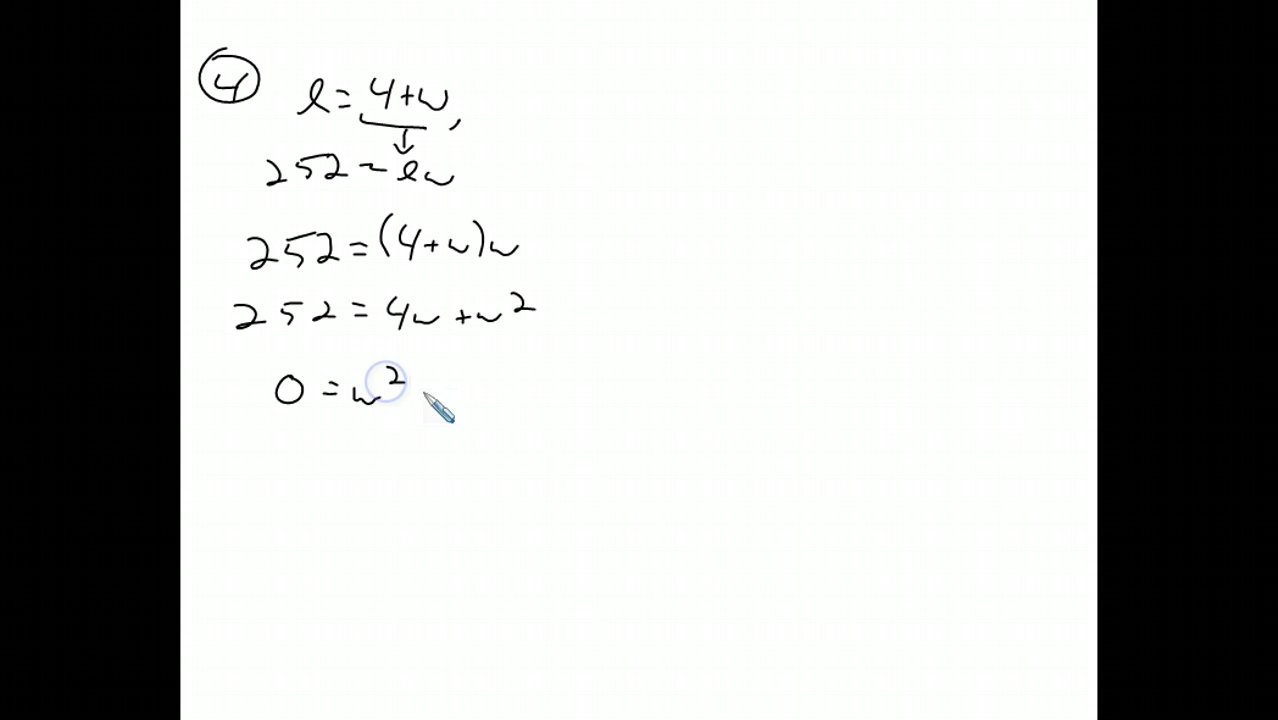 4 l = 4+w,
252 = lw
252 = (4+w)w
252 = 4w + w²
0 = w²